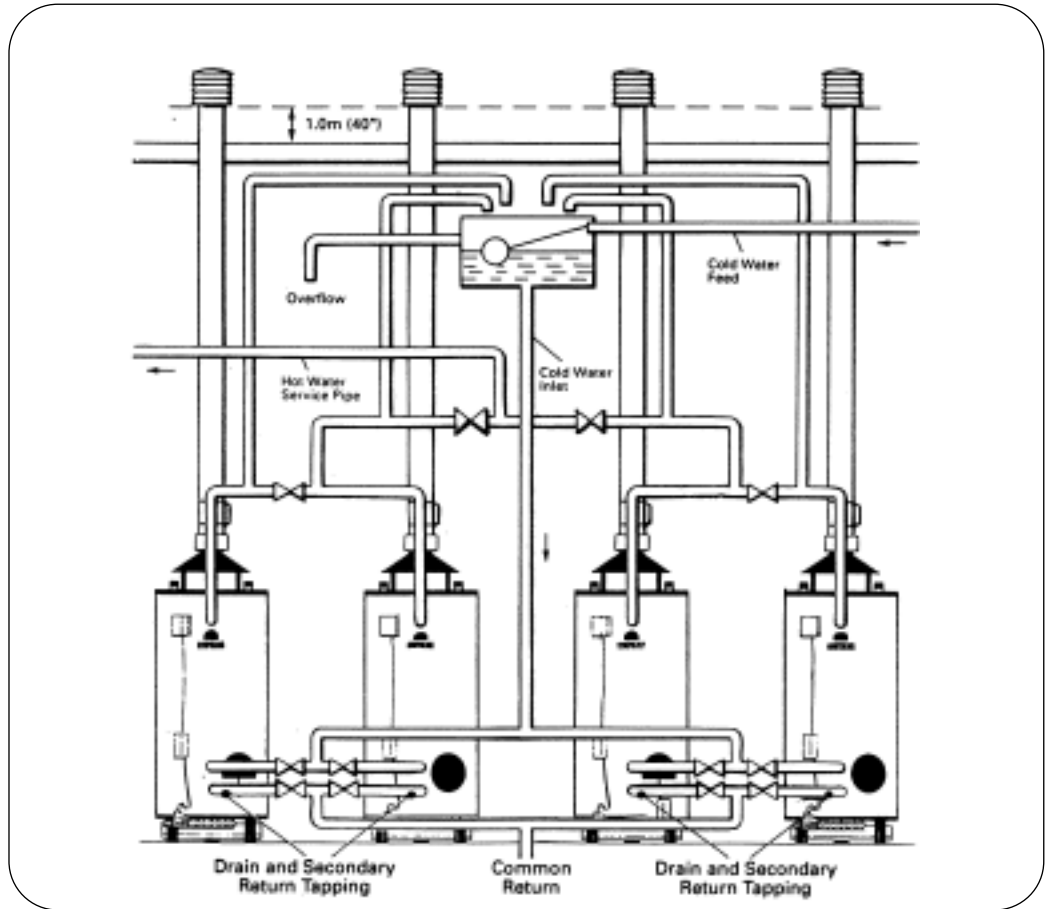 1.0m (40")
Cold Water
Feed
Overflow
Hot Water
Service Pipe
Cold Water
Inlet
Drain and Secondary
Return Tapping
Common
Return
Drain and Secondary
Return Tapping